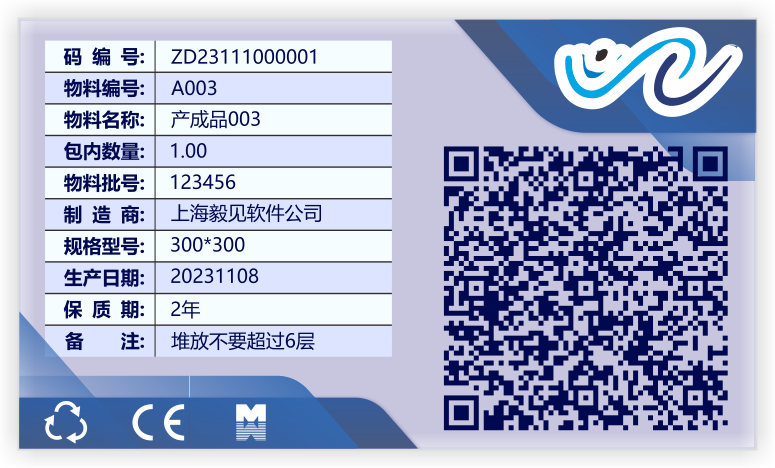 码 编 号: ZD23111000001
物料编号: A003
物料名称: 产成品003
包内数量: 1.00
物料批号: 123456
制 造 商: 上海毅见软件公司
规格型号: 300*300
生产日期: 20231108
保 质 期: 2年
备 注: 堆放不要超过6层
CE
M